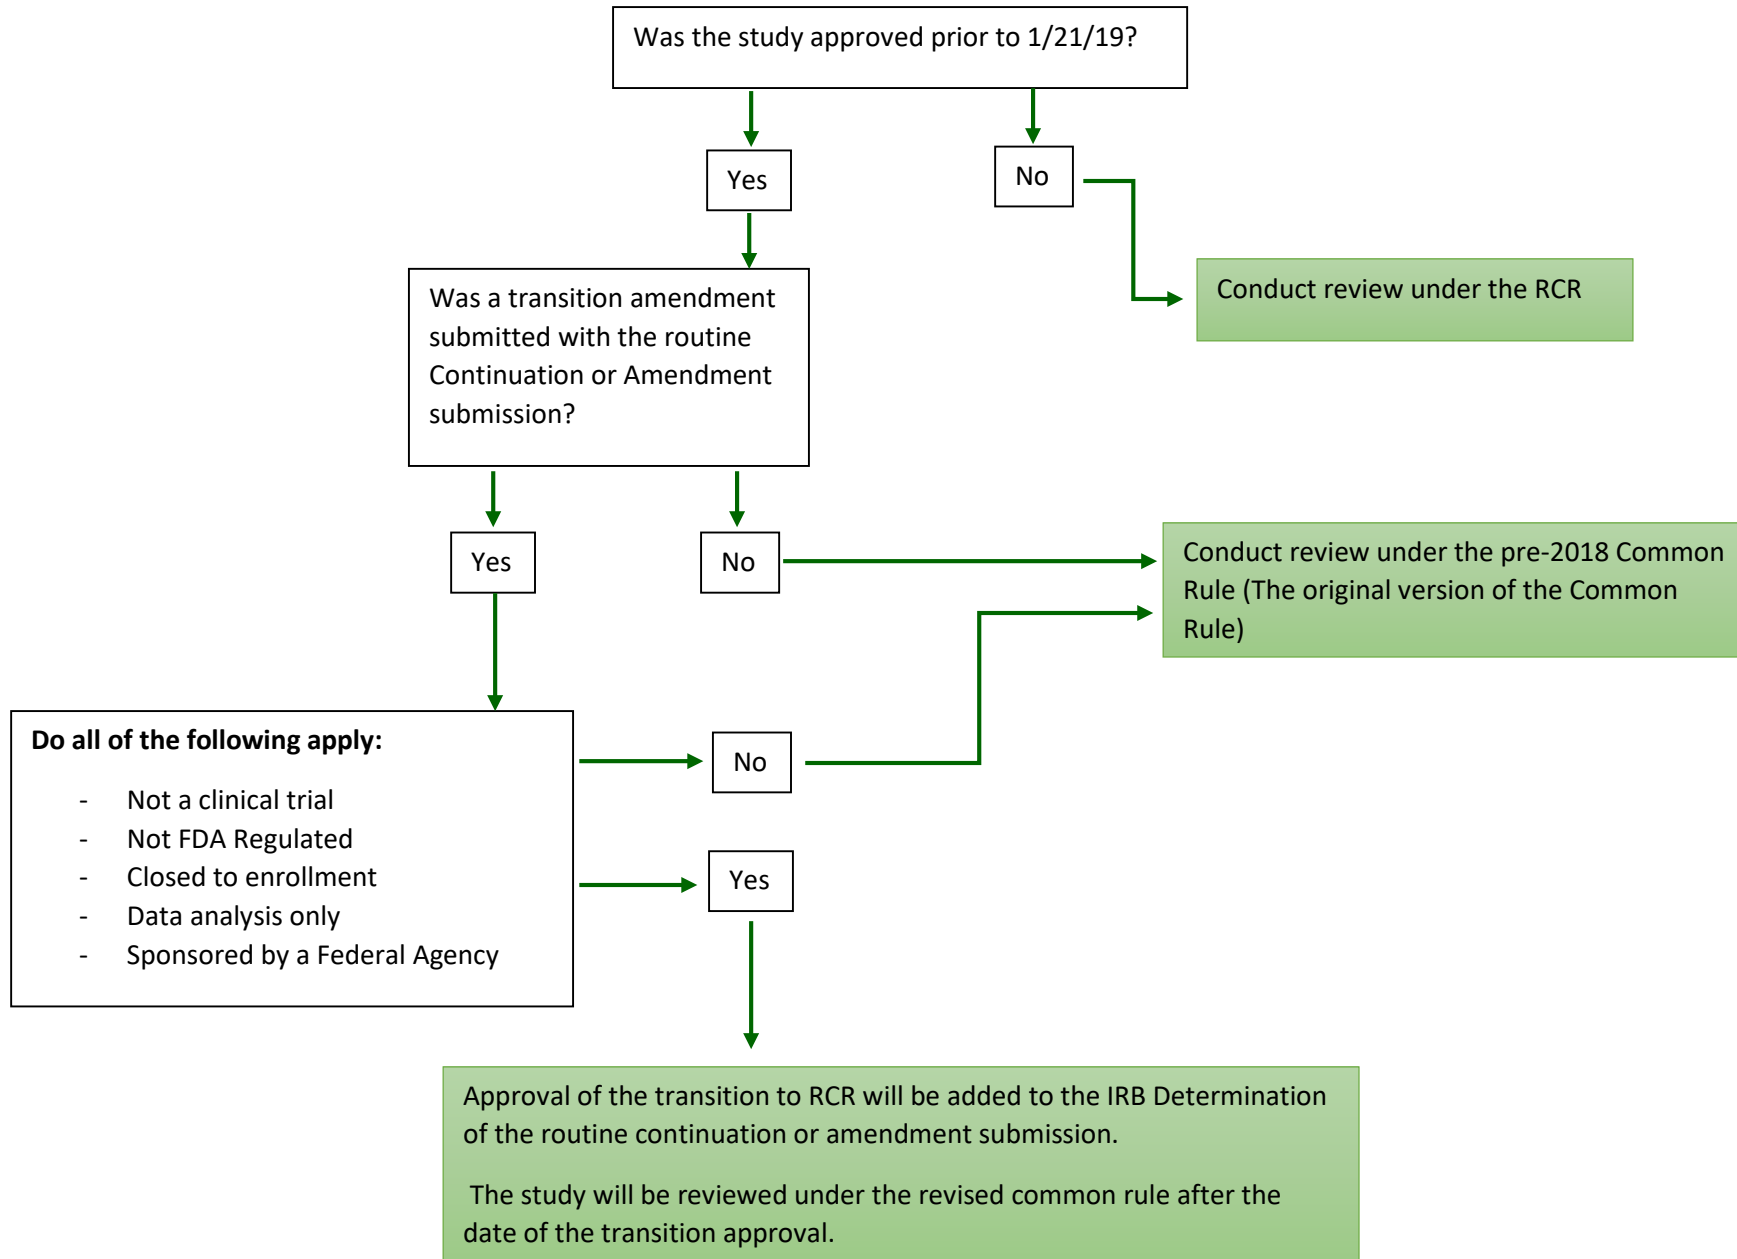 Was the study approved prior to 1/21/19?
Yes
No
Conduct review under the RCR
Was a transition amendment
submitted with the routine
Continuation or Amendment
submission?
Yes
No
Conduct review under the pre-2018 Common
Rule (The original version of the Common
Rule)
Do all of the following apply:
- Not a clinical trial
- Not FDA Regulated
- Closed to enrollment
- Data analysis only
- Sponsored by a Federal Agency
No
Yes
Approval of the transition to RCR will be added to the IRB Determination
of the routine continuation or amendment submission.
The study will be reviewed under the revised common rule after the
date of the transition approval.